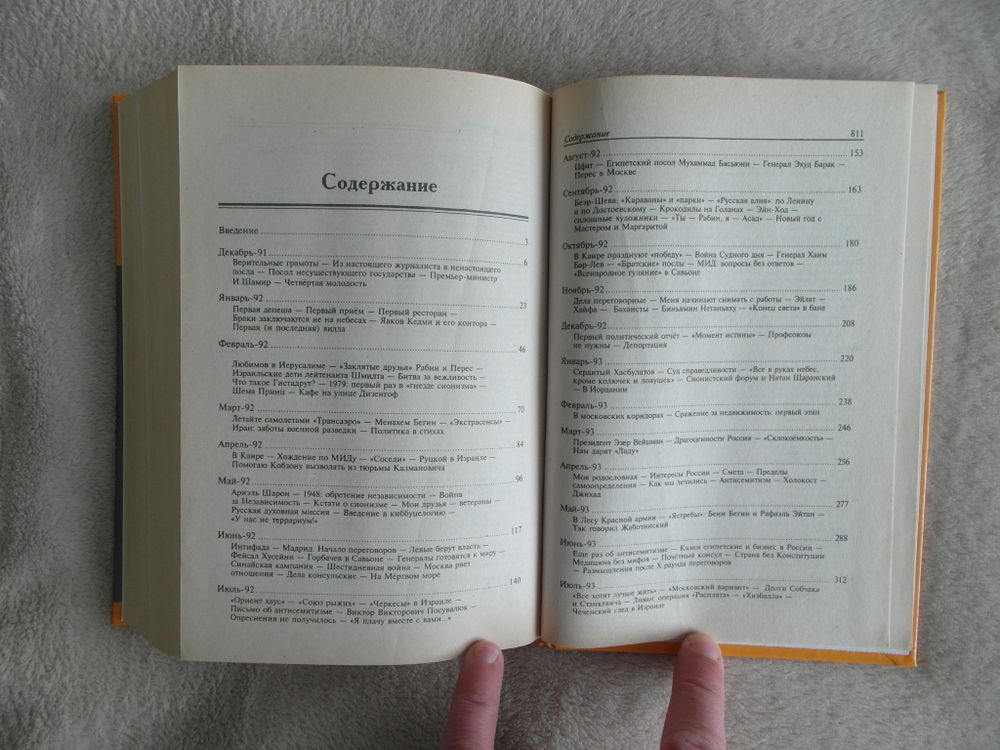 Содержание
Введение 3
Декабрь-91 6
Верительные грамоты — Из настоящего журналиста в ненастоящего
посла — Посол несуществующего государства — Премьер-министр
И.Шамир — Четвёртая молодость
Январь-92 23
Первая депеша — Первый приём — Первый ресторан —
Браки заключаются не на небесах — Яаков Кедми и его контора —
Первая (и последняя) вилла
Февраль-92 46
Любимов в Иерусалиме — «Заклятые друзья» Рабин и Перес —
Израильские дети лейтенанта Шмидта — Битва за вежливость —
Что такое Гистадрут? — 1979: первый раз в «гнезде сионизма» —
Шема Принц — Кафе на улице Дизенгоф
Март-92 70
Летайте самолетами «Трансаэро» — Менахем Бегин — «Экстрасенсы» —
Иран: заботы военной разведки — Политика в стихах
Апрель-92 84
В Каире — Хождение по МИДу — «Соседи» — Руцкой в Израиле —
Помогаю Кобзону вызволять из тюрьмы Калмановича
Май-92 96
Ариэль Шарон — 1948: обретение независимости — Война
за Независимость — Кстати о сионизме — Мои друзья — ветераны —
Русская духовная миссия — Введение в киббуцелогию —
«У нас не террариум!»
Июнь-92 117
Интифада — Мадрид. Начало переговоров — Левые берут власть —
Фейсал Хусейни — Горбачев в Савьоне — Генералы готовятся к миру —
Синайская кампания — Шестидневная война — Москва рвет
отношения — Дела консульские — На Мёртвом море
Июль-92 140
«Ориент хаус» — «Союз рыжих» — «Черкесы» в Израиле —
Письмо об антисемитизме — Виктор Викторович Посувалюк —
Опреснения не получилось — «Я плачу вместе с вами...»
Содержание 811
Август-92 153
Цфат — Египетский посол Мухаммад Басьюни — Генерал Эхуд Барак —
Перес в Москве
Сентябрь-92 163
Беэр-Шева. «Караваны» и «парки» — «Русская алия»: по Ленину
и по Достоевскому — Крокодилы на Голанах — Эйн-Ход —
сплошные художники — «Ты — Рабин, я — Асад» — Новый год с
Мастером и Маргаритой
Октябрь-92 180
В Каире празднуют «победу» — Война Судного дня — Генерал Хаим
Бар-Лев — «Братские» послы — МИД: вопросы без ответов —
«Всенародное гуляние» в Савьоне
Ноябрь-92 186
Дела переговорные — Меня начинают снимать с работы — Эйлат —
Хайфа — Бахаисты — Биньямин Нетаньяху — «Конец света» в бане
Декабрь-92 208
Первый политический отчёт — «Момент истины» — Профсоюзы
не нужны — Депортация
Январь-93 220
Сердитый Хасбулатов — Суд справедливости — «Все в руках небес,
кроме колючек и ловушек» — Сионистский форум и Натан Щаранский
— В Иордании
Февраль-93 238
В московских коридорах — Сражение за недвижимость: первый этап
Март-93 246
Президент Эзер Вейцман — Драгоценности России — «Склокоёмкость» —
Нам дарят «Ладу»
Апрель-93 256
Моя родословная — Интересы России — Смета — Пределы
самоопределения — Как мы лечились — Антисемитизм — Холокост —
Джихад
Май-93 277
В Лесу Красной армии — «Ястребы»: Бени Бегин и Рафаэль Эйтан —
Так говорил Жаботинский
Июнь-93 288
Еще раз об антисемитизме — Казни египетские и бизнес в России —
Медицина без мифов — Почётный консул — Страна без Конституции
— Размышления после X раунда переговоров
Июль-93 312
«Все хотят лучше жить» — «Московский вариант» — Долги Собчака
и Станкевича — Ливан: операция «Расплата» — «Хизбалла» —
Чеченский след в Израиле